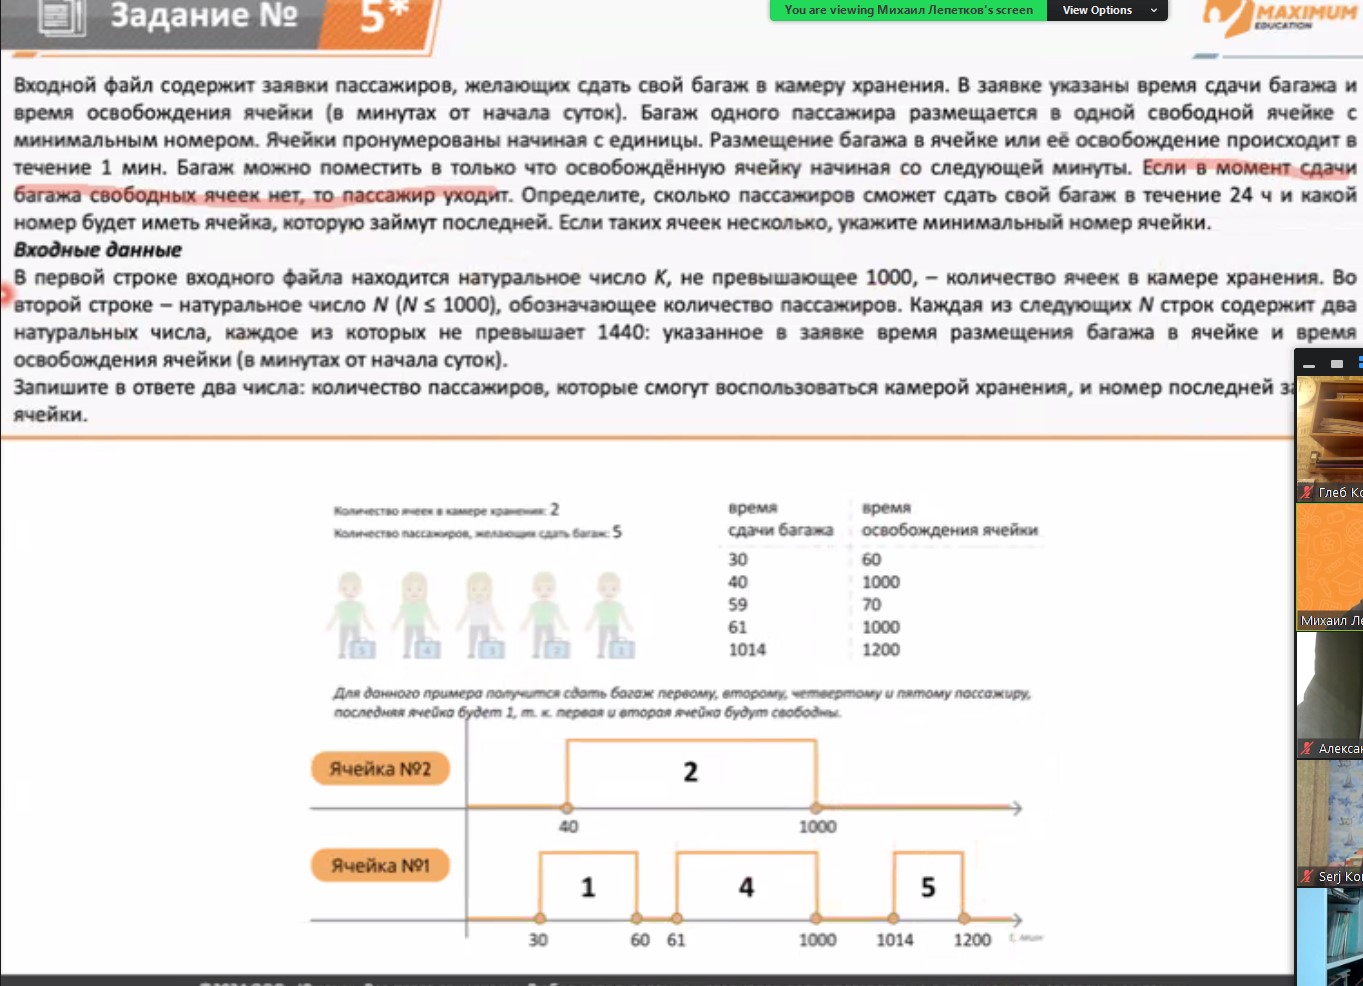 Задание № 5*
You are viewing Михаил Лепетков's screen View Options
MAXIMUM
EDUCATION
Входной файл содержит заявки пассажиров, желающих сдать свой багаж в камеру хранения. В заявке указаны время сдачи багажа и
время освобождения ячейки (в минутах от начала суток). Багаж одного пассажира размещается в одной свободной ячейке с
минимальным номером. Ячейки пронумерованы начиная с единицы. Размещение багажа в ячейке или её освобождение происходит в
течение 1 мин. Багаж можно поместить в только что освобождённую ячейку начиная со следующей минуты. Если в момент сдачи
багажа свободных ячеек нет, то пассажир уходит. Определите, сколько пассажиров сможет сдать свой багаж в течение 24 ч и какой
номер будет иметь ячейка, которую займут последней. Если таких ячеек несколько, укажите минимальный номер ячейки.
Входные данные
В первой строке входного файла находится натуральное число K, не превышающее 1000, – количество ячеек в камере хранения. Во
второй строке – натуральное число N (N ≤ 1000), обозначающее количество пассажиров. Каждая из следующих N строк содержит два
натуральных числа, каждое из которых не превышает 1440: указанное в заявке время размещения багажа в ячейке и время
освобождения ячейки (в минутах от начала суток).
Запишите в ответе два числа: количество пассажиров, которые смогут воспользоваться камерой хранения, и номер последней
ячейки.
Количество ячеек в камере хранения: 2
Количество пассажиров, желающих сдать багаж: 5
5 4 3 2 1
время время
сдачи багажа освобождения ячейки
30 60
40 1000
59 70
61 1000
1014 1200
Для данного примера получится сдать багаж первому, второму, четвертому и пятому пассажиру,
последняя ячейка будет 1, т. к. первая и вторая ячейка будут свободны.
Ячейка №2
2
40 1000
Ячейка №1
1 4 5
30 60 61 1000 1014 1200 t, мин
Глеб
Михаил
Serj